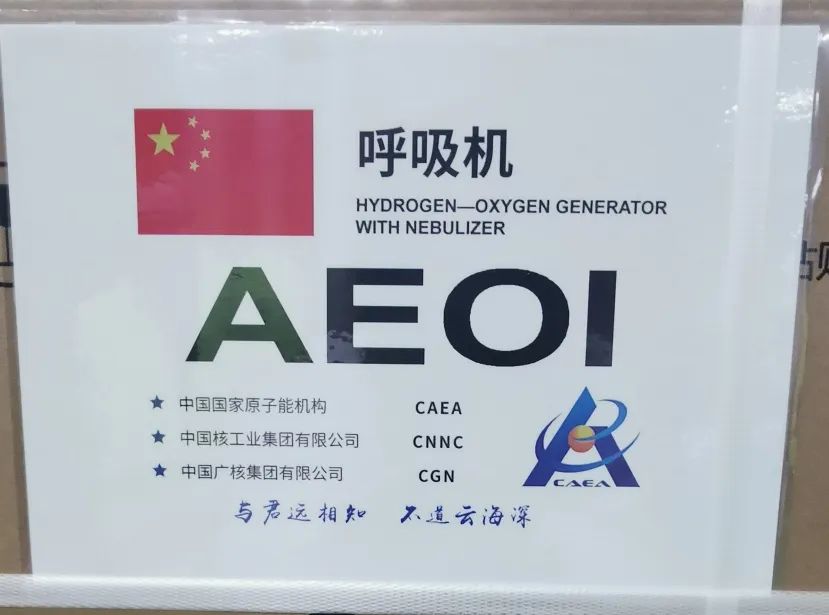 呼吸机
HYDROGEN—OXYGEN GENERATOR
WITH NEBULIZER
AEOI
中国国家原子能机构 CAEA
中国核工业集团有限公司 CNNC
中国广核集团有限公司 CGN
CAEA
与君远相知 不道云海深